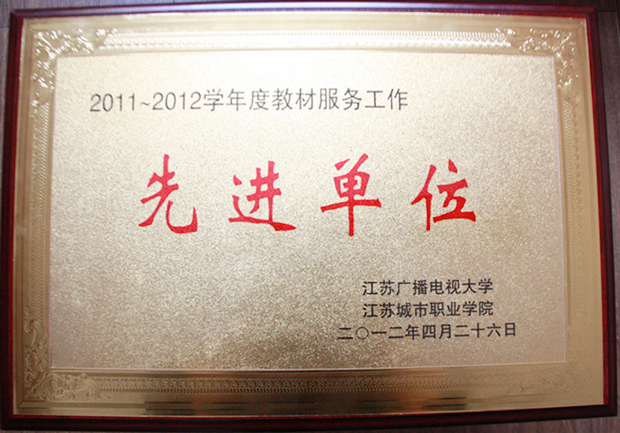 2011~2012学年度教材服务工作
先进单位
江苏广播电视大学
江苏城市职业学院
二〇一二年四月二十六日